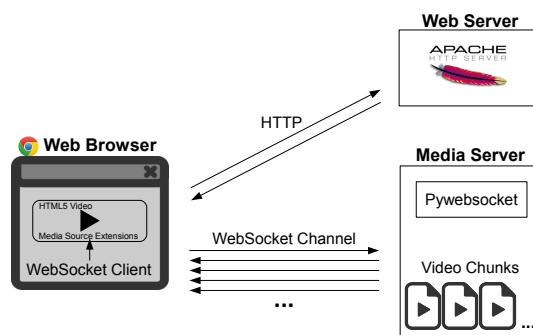 Web Server
APACHE
HTTP SERVER
HTTP
Web Browser
HTML5 Video
Media Source Extensions
WebSocket Client
WebSocket Channel
...
Media Server
Pywebsocket
Video Chunks
...